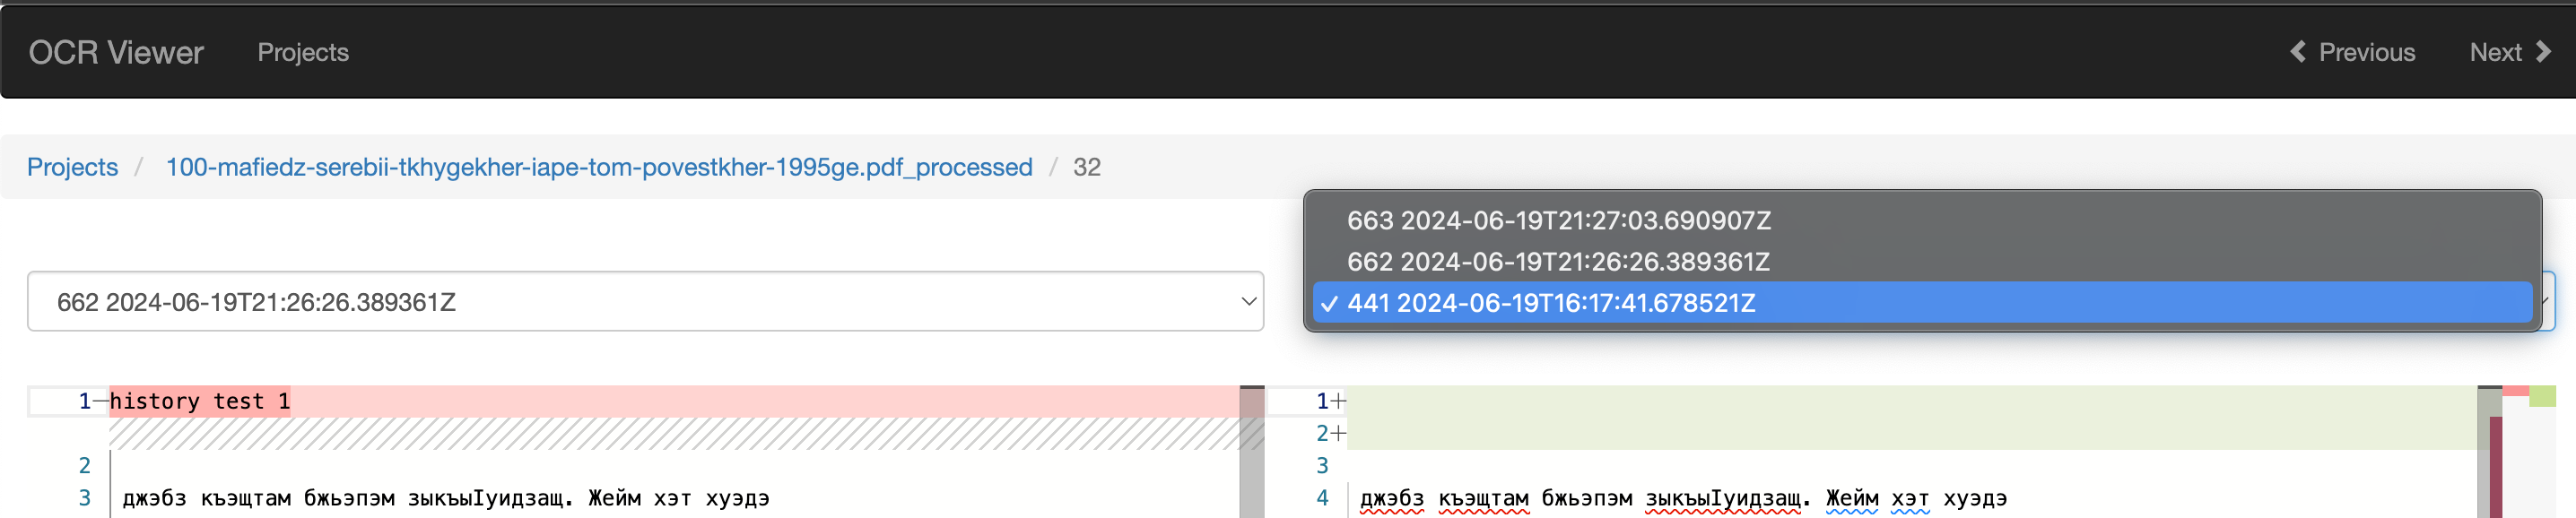 OCR Viewer Projects Previous Next
Projects / 100-mafiedz-serebii-tkhygekher-iape-tom-povestkher-1995ge.pdf_processed / 32
663 2024-06-19T21:27:03.690907Z
662 2024-06-19T21:26:26.389361Z
662 2024-06-19T21:26:26.389361Z
✓ 441 2024-06-19T16:17:41.678521Z
1—history test 1
2
3 джэбз къэщтам бжьэпэм зыкъыIуидзащ. Жейм хэт хуэдэ
1+
2+
3
4 джэбз къэщтам бжьэпэм зыкъыIуидзащ. Жейм хэт хуэдэ